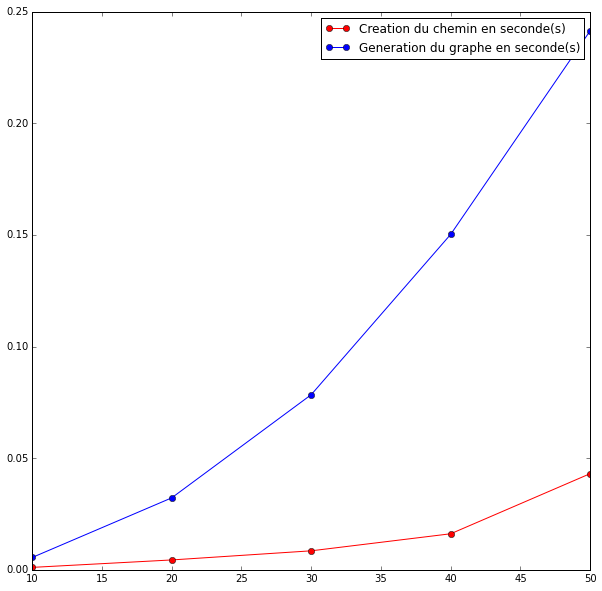 0.25
Creation du chemin en seconde(s)
Generation du graphe en seconde(s)
0.20
0.15
0.10
0.05
0.00
10 15 20 25 30 35 40 45 50